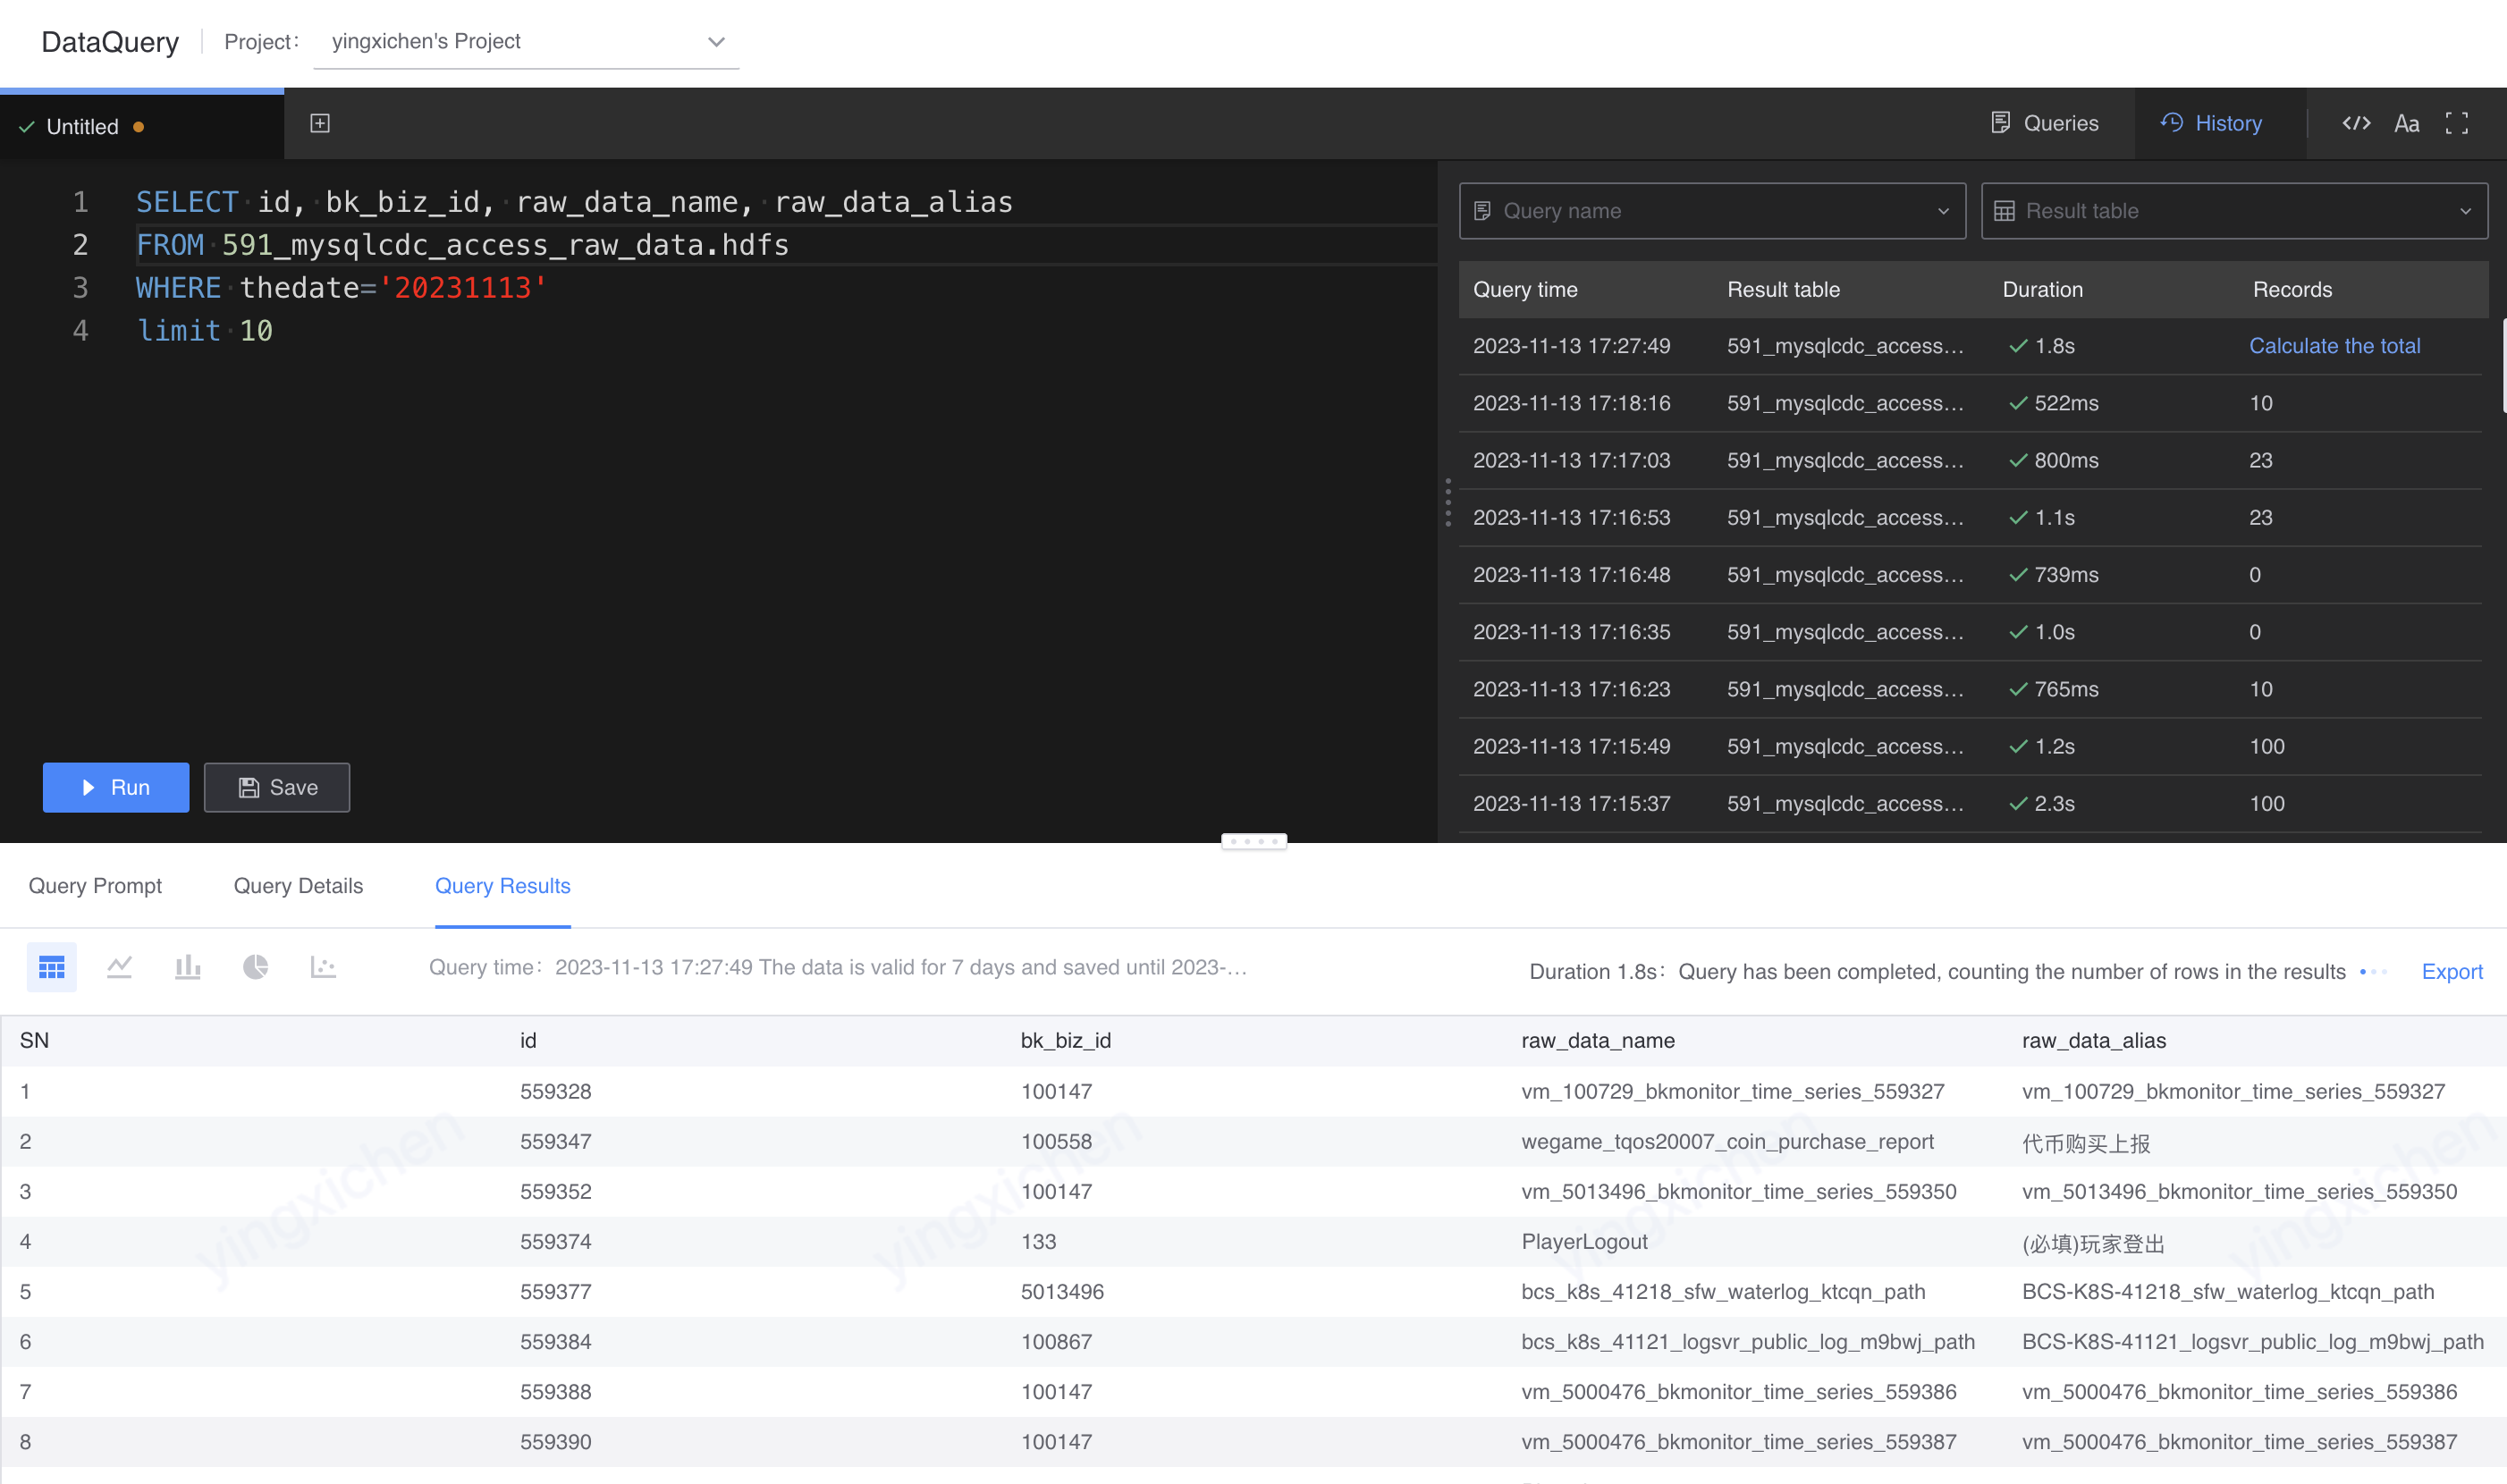 DataQuery Project： yingxichen's Project
Untitled Queries History </> Aa
1 SELECT id, bk_biz_id, raw_data_name, raw_data_alias
2 FROM 591_mysqlcdc_access_raw_data.hdfs
3 WHERE thedate='20231113'
4 limit 10
Run Save
Query name Result table
Query time Result table Duration Records
2023-11-13 17:27:49 591_mysqlcdc_access... 1.8s Calculate the total
2023-11-13 17:18:16 591_mysqlcdc_access... 522ms 10
2023-11-13 17:17:03 591_mysqlcdc_access... 800ms 23
2023-11-13 17:16:53 591_mysqlcdc_access... 1.1s 23
2023-11-13 17:16:48 591_mysqlcdc_access... 739ms 0
2023-11-13 17:16:35 591_mysqlcdc_access... 1.0s 0
2023-11-13 17:16:23 591_mysqlcdc_access... 765ms 10
2023-11-13 17:15:49 591_mysqlcdc_access... 1.2s 100
2023-11-13 17:15:37 591_mysqlcdc_access... 2.3s 100
Query Prompt Query Details Query Results
Query time： 2023-11-13 17:27:49 The data is valid for 7 days and saved until 2023-... Duration 1.8s： Query has been completed, counting the number of rows in the results Export
SN id bk_biz_id raw_data_name raw_data_alias
1 559328 100147 vm_100729_bkmonitor_time_series_559327 vm_100729_bkmonitor_time_series_559327
2 559347 100558 wegame_tqos20007_coin_purchase_report 代币购买上报
3 559352 100147 vm_5013496_bkmonitor_time_series_559350 vm_5013496_bkmonitor_time_series_559350
4 559374 133 PlayerLogout (必填)玩家登出
5 559377 5013496 bcs_k8s_41218_sfw_waterlog_ktcqn_path BCS-K8S-41218_sfw_waterlog_ktcqn_path
6 559384 100867 bcs_k8s_41121_logsvr_public_log_m9bwj_path BCS-K8S-41121_logsvr_public_log_m9bwj_path
7 559388 100147 vm_5000476_bkmonitor_time_series_559386 vm_5000476_bkmonitor_time_series_559386
8 559390 100147 vm_5000476_bkmonitor_time_series_559387 vm_5000476_bkmonitor_time_series_559387
yingxichen yingxichen yingxichen yingxichen